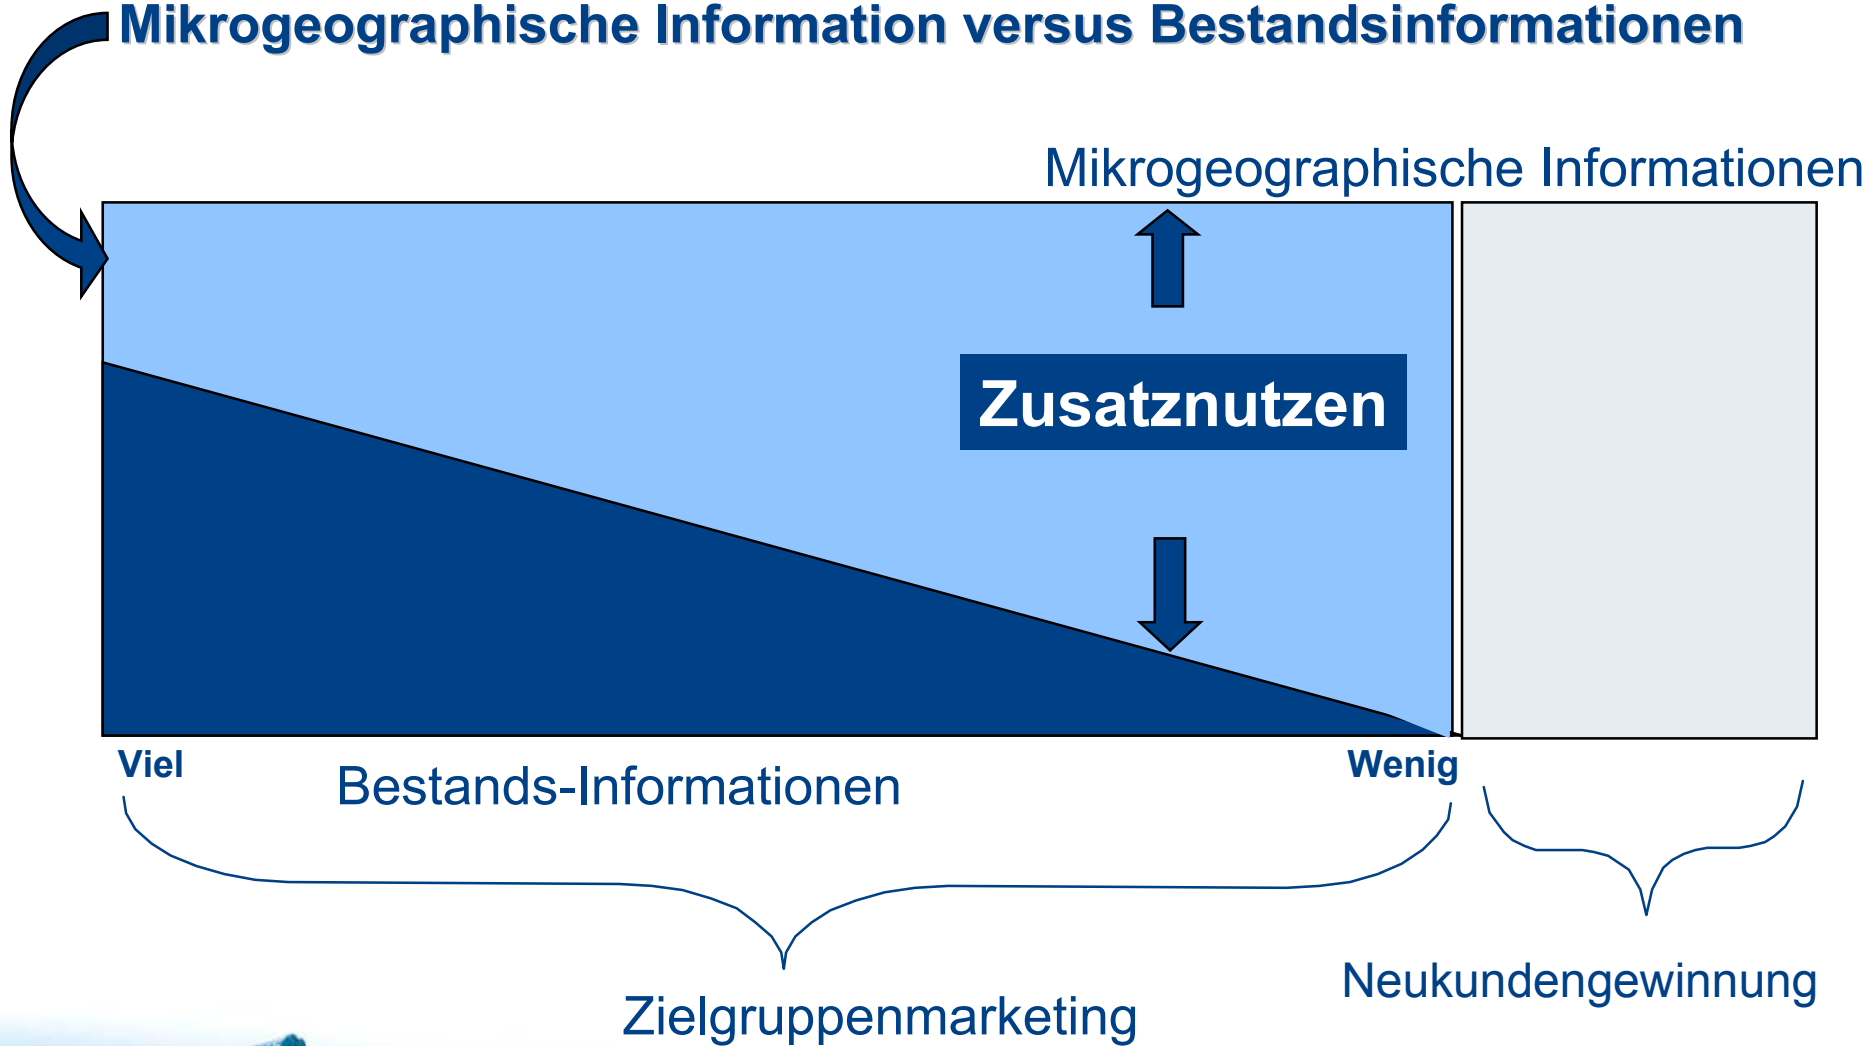 Mikrogeographische Information versus Bestandsinformationen
Mikrogeographische Informationen
Zusatznutzen
Viel
Wenig
Bestands-Informationen
Neukundengewinnung
Zielgruppenmarketing